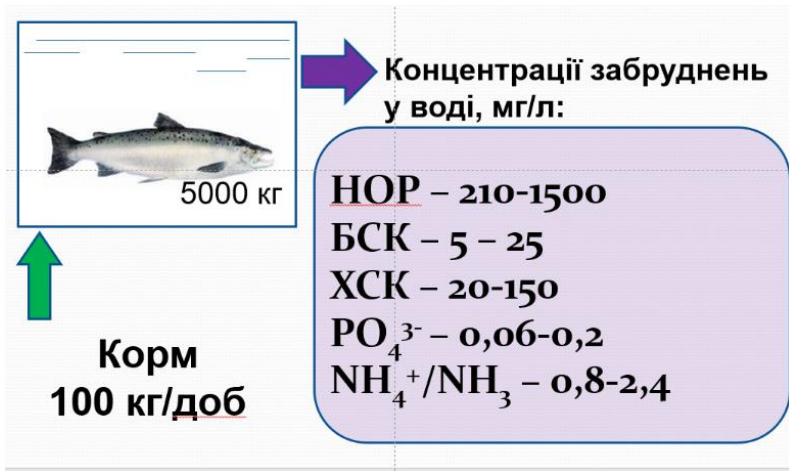 5000 кг
Корм
100 кг/доб
Концентрації забруднень
у воді, мг/л:
НОР – 210-1500
БСК – 5 – 25
ХСК – 20-150
PO₄³⁻ – 0,06-0,2
NH₄⁺/NH₃ – 0,8-2,4